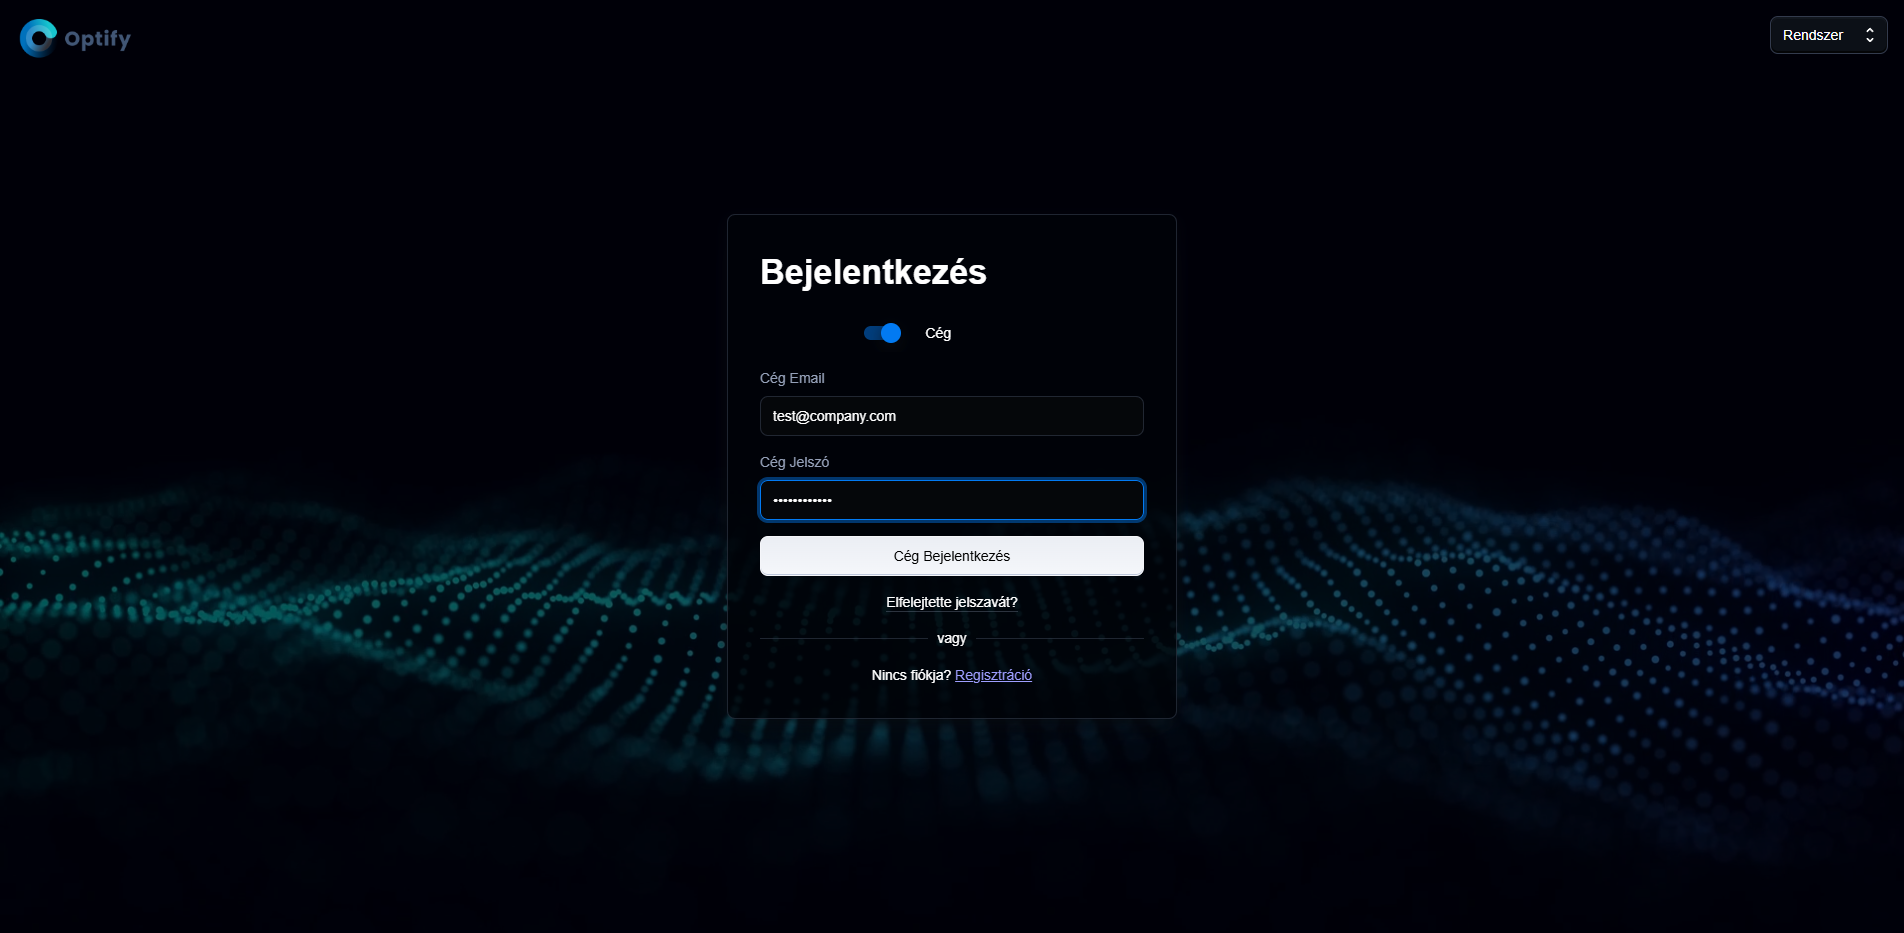 Optify
Rendszer
Bejelentkezés
Cég
Cég Email
test@company.com
Cég Jelszó
••••••••••••
Cég Bejelentkezés
Elfelejtette jelszavát?
vagy
Nincs fiókja? Regisztráció